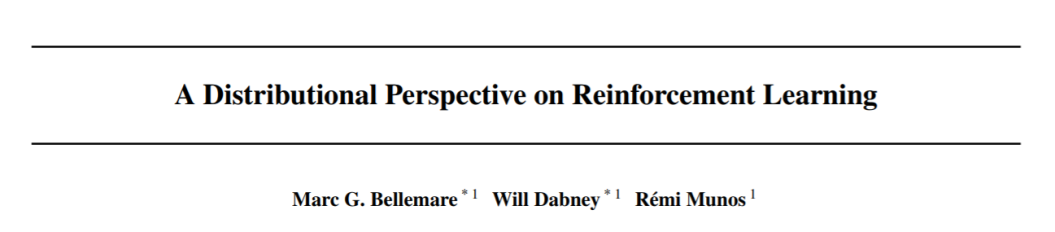 A Distributional Perspective on Reinforcement Learning
Marc G. Bellemare * 1 Will Dabney * 1 Rémi Munos 1